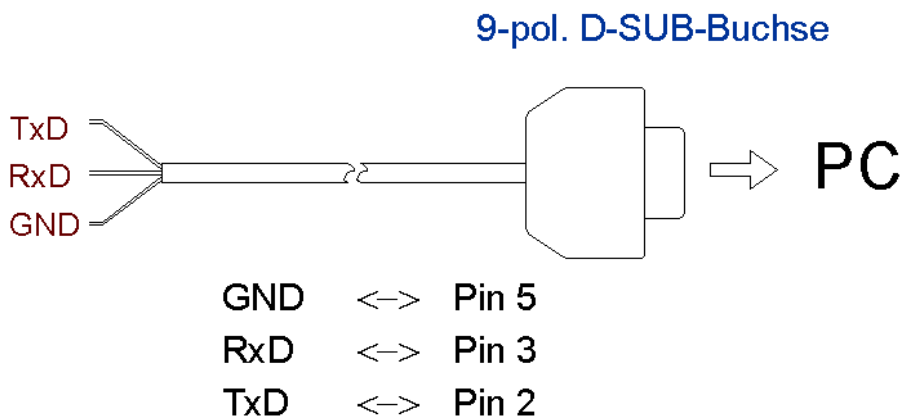 9-pol. D-SUB-Buchse
TxD
RxD
GND
PC
GND <–> Pin 5
RxD <–> Pin 3
TxD <–> Pin 2